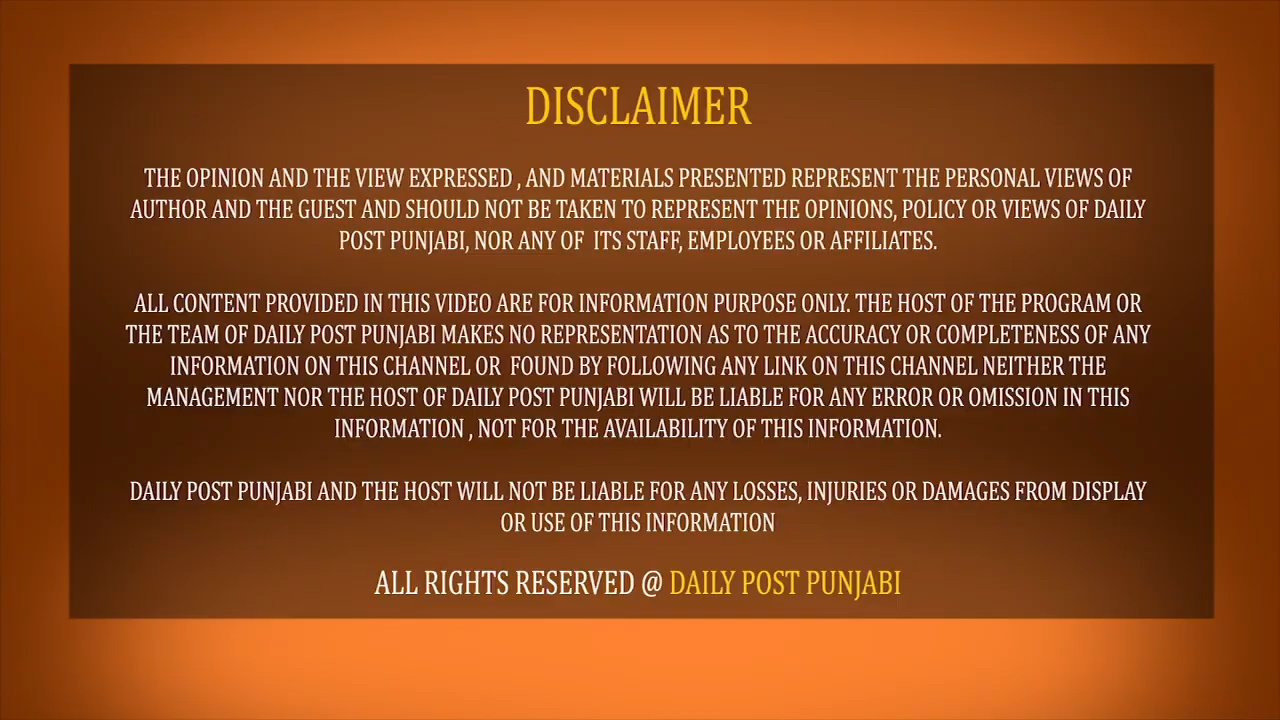 DISCLAIMER
THE OPINION AND THE VIEW EXPRESSED , AND MATERIALS PRESENTED REPRESENT THE PERSONAL VIEWS OF
AUTHOR AND THE GUEST AND SHOULD NOT BE TAKEN TO REPRESENT THE OPINIONS, POLICY OR VIEWS OF DAILY
POST PUNJABI, NOR ANY OF ITS STAFF, EMPLOYEES OR AFFILIATES.
ALL CONTENT PROVIDED IN THIS VIDEO ARE FOR INFORMATION PURPOSE ONLY. THE HOST OF THE PROGRAM OR
THE TEAM OF DAILY POST PUNJABI MAKES NO REPRESENTATION AS TO THE ACCURACY OR COMPLETENESS OF ANY
INFORMATION ON THIS CHANNEL OR FOUND BY FOLLOWING ANY LINK ON THIS CHANNEL NEITHER THE
MANAGEMENT NOR THE HOST OF DAILY POST PUNJABI WILL BE LIABLE FOR ANY ERROR OR OMISSION IN THIS
INFORMATION , NOT FOR THE AVAILABILITY OF THIS INFORMATION.
DAILY POST PUNJABI AND THE HOST WILL NOT BE LIABLE FOR ANY LOSSES, INJURIES OR DAMAGES FROM DISPLAY
OR USE OF THIS INFORMATION
ALL RIGHTS RESERVED @ DAILY POST PUNJABI